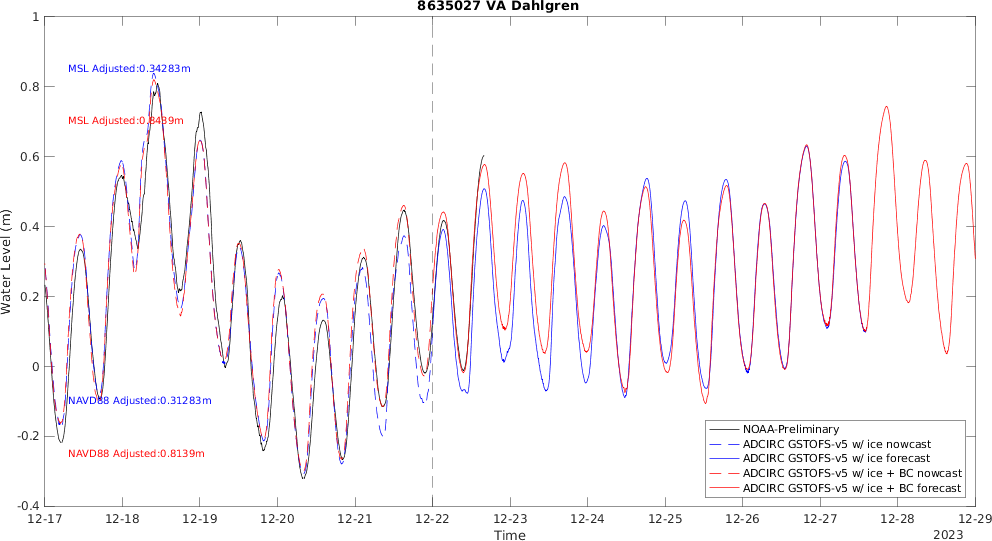 8635027 VA Dahlgren
1
0.8
0.6
0.4
0.2
0
-0.2
-0.4
Water Level (m)
MSL Adjusted:0.34283m
MSL Adjusted:0.8439m
NAVD88 Adjusted:0.31283m
NAVD88 Adjusted:0.8139m
NOAA-Preliminary
ADCIRC GSTOFS-v5 w/ ice nowcast
ADCIRC GSTOFS-v5 w/ ice forecast
ADCIRC GSTOFS-v5 w/ ice + BC nowcast
ADCIRC GSTOFS-v5 w/ ice + BC forecast
12-17 12-18 12-19 12-20 12-21 12-22 12-23 12-24 12-25 12-26 12-27 12-28 12-29
Time
2023